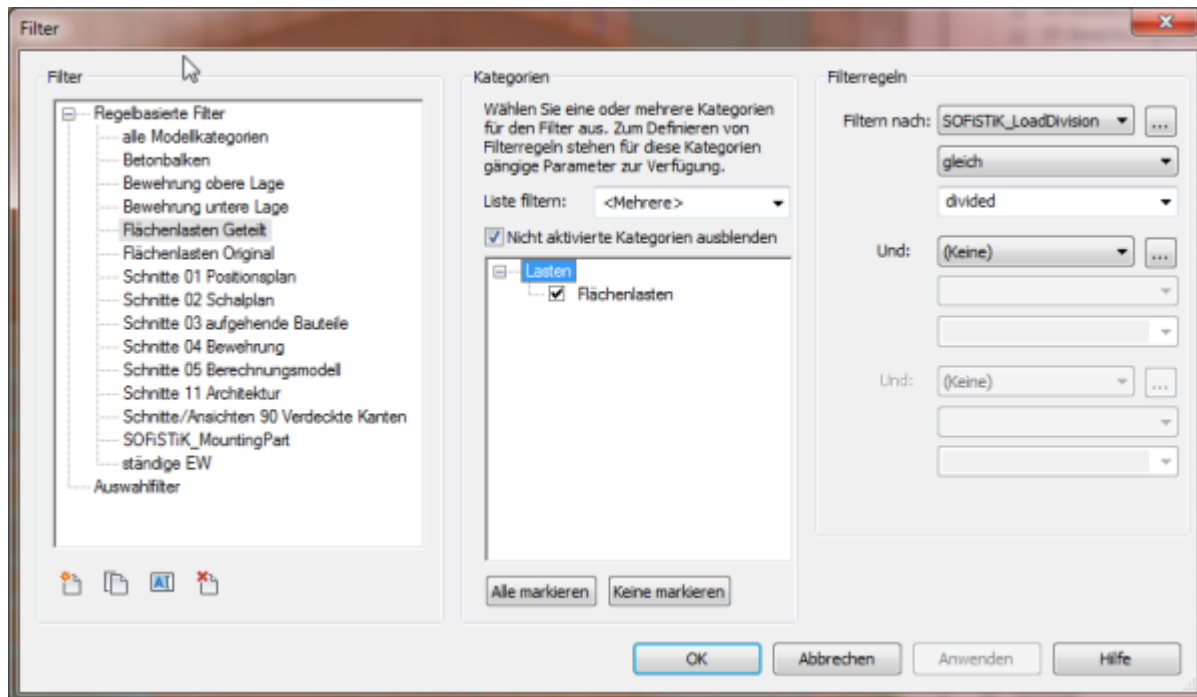 Filter
Filter
Regelbasierte Filter
alle Modellkategorien
Betonbalken
Bewehrung obere Lage
Bewehrung untere Lage
Flächenlasten Geteilt
Flächenlasten Original
Schnitte 01 Positionsplan
Schnitte 02 Schalplan
Schnitte 03 aufgehende Bauteile
Schnitte 04 Bewehrung
Schnitte 05 Berechnungsmodell
Schnitte 11 Architektur
Schnitte/Ansichten 90 Verdeckte Kanten
SOFiSTiK_MountingPart
ständige EW
Auswahlfilter
Kategorien
Wählen Sie eine oder mehrere Kategorien
für den Filter aus. Zum Definieren von
Filterregeln stehen für diese Kategorien
gängige Parameter zur Verfügung.
Liste filtern: <Mehrere>
Nicht aktivierte Kategorien ausblenden
Lasten
Flächenlasten
Alle markieren Keine markieren
Filterregeln
Filtern nach: SOFiSTiK_LoadDivision ...
gleich
divided
Und: (Keine) ...
Und: (Keine) ...
OK Abbrechen Anwenden Hilfe